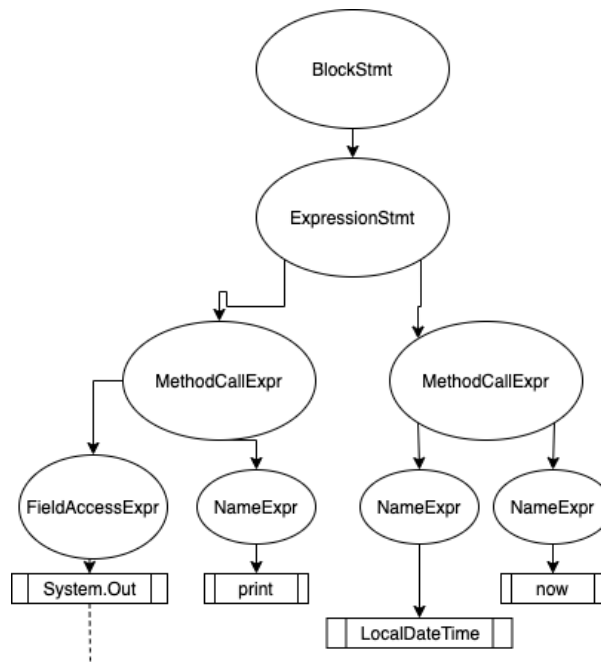 BlockStmt
ExpressionStmt
MethodCallExpr
MethodCallExpr
FieldAccessExpr
NameExpr
NameExpr
NameExpr
System.Out
print
now
LocalDateTime